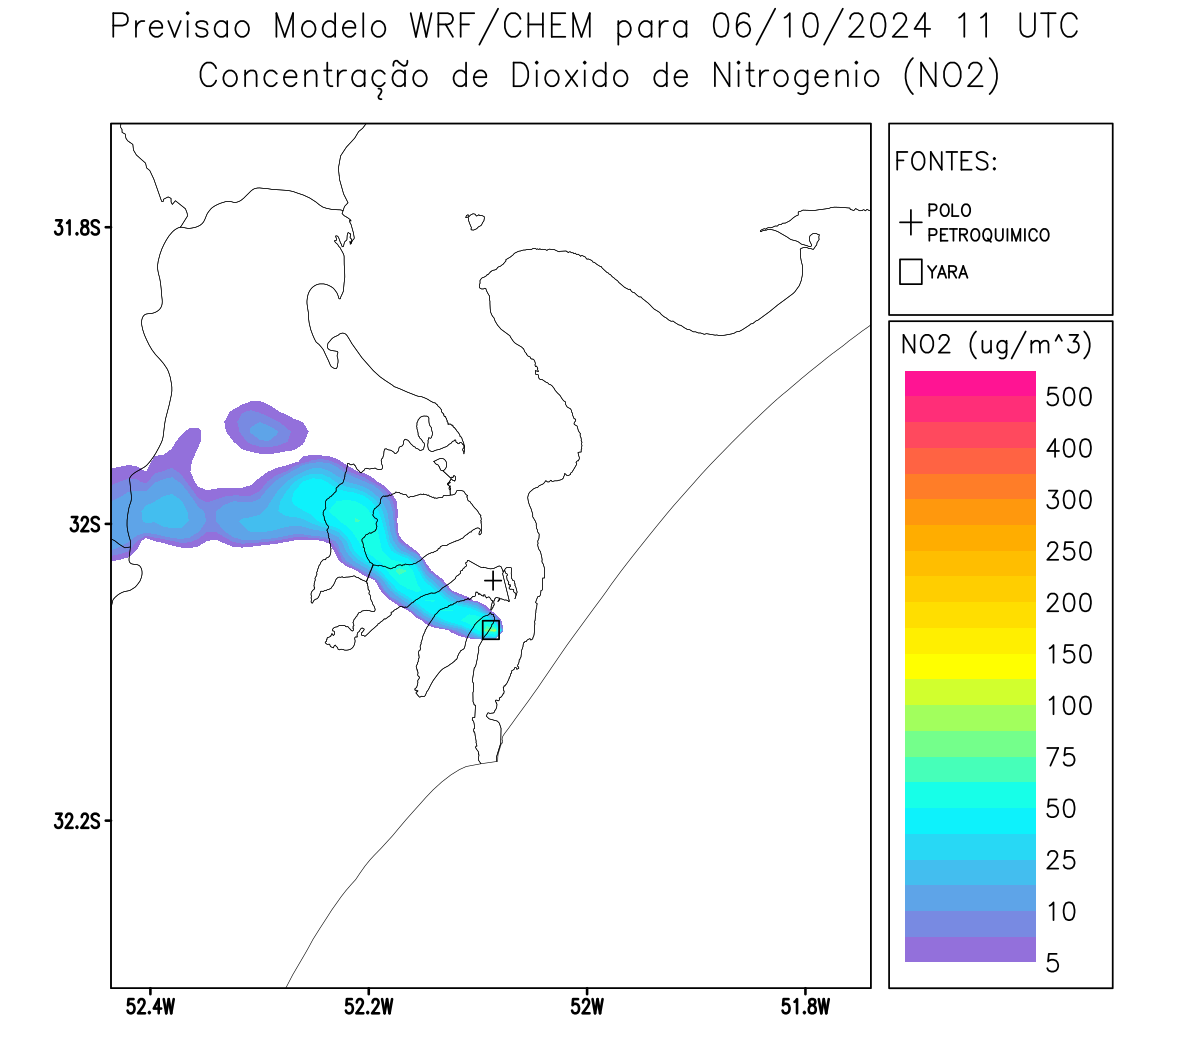 Previsao Modelo WRF/CHEM para 06/10/2024 11 UTC
Concentração de Dioxido de Nitrogenio (NO2)
FONTES:
POLO
PETROQUIMICO
YARA
NO2 (ug/m^3)
500
400
300
250
200
150
100
75
50
25
10
5
31.8S
32S
32.2S
52.4W
52.2W
52W
51.8W